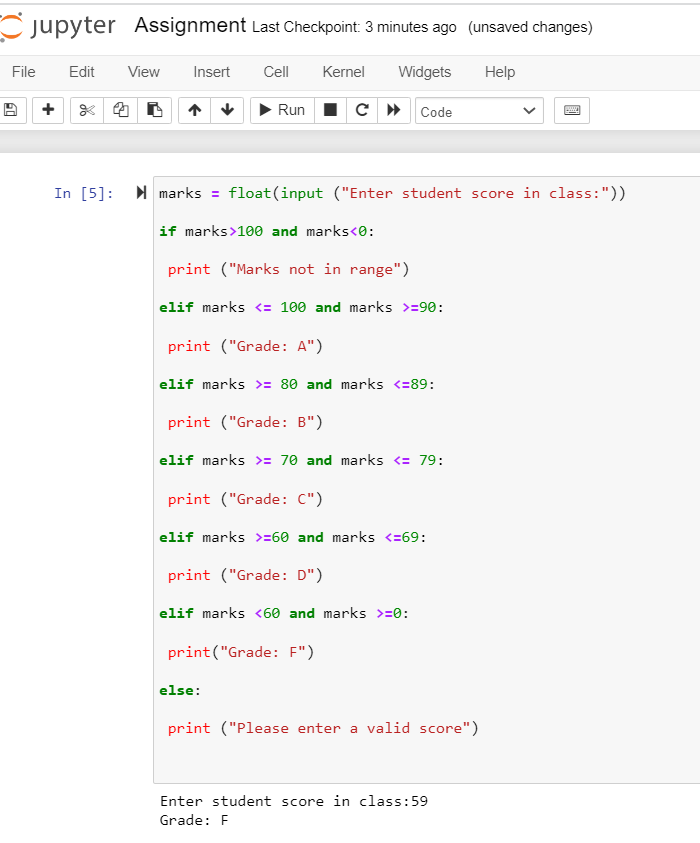 jupyter Assignment Last Checkpoint: 3 minutes ago (unsaved changes)
File Edit View Insert Cell Kernel Widgets Help
Run Code
In [5]: marks = float(input ("Enter student score in class:"))
if marks>100 and marks<0:
print ("Marks not in range")
elif marks <= 100 and marks >=90:
print ("Grade: A")
elif marks >= 80 and marks <=89:
print ("Grade: B")
elif marks >= 70 and marks <= 79:
print ("Grade: C")
elif marks >=60 and marks <=69:
print ("Grade: D")
elif marks <60 and marks >=0:
print("Grade: F")
else:
print ("Please enter a valid score")
Enter student score in class:59
Grade: F